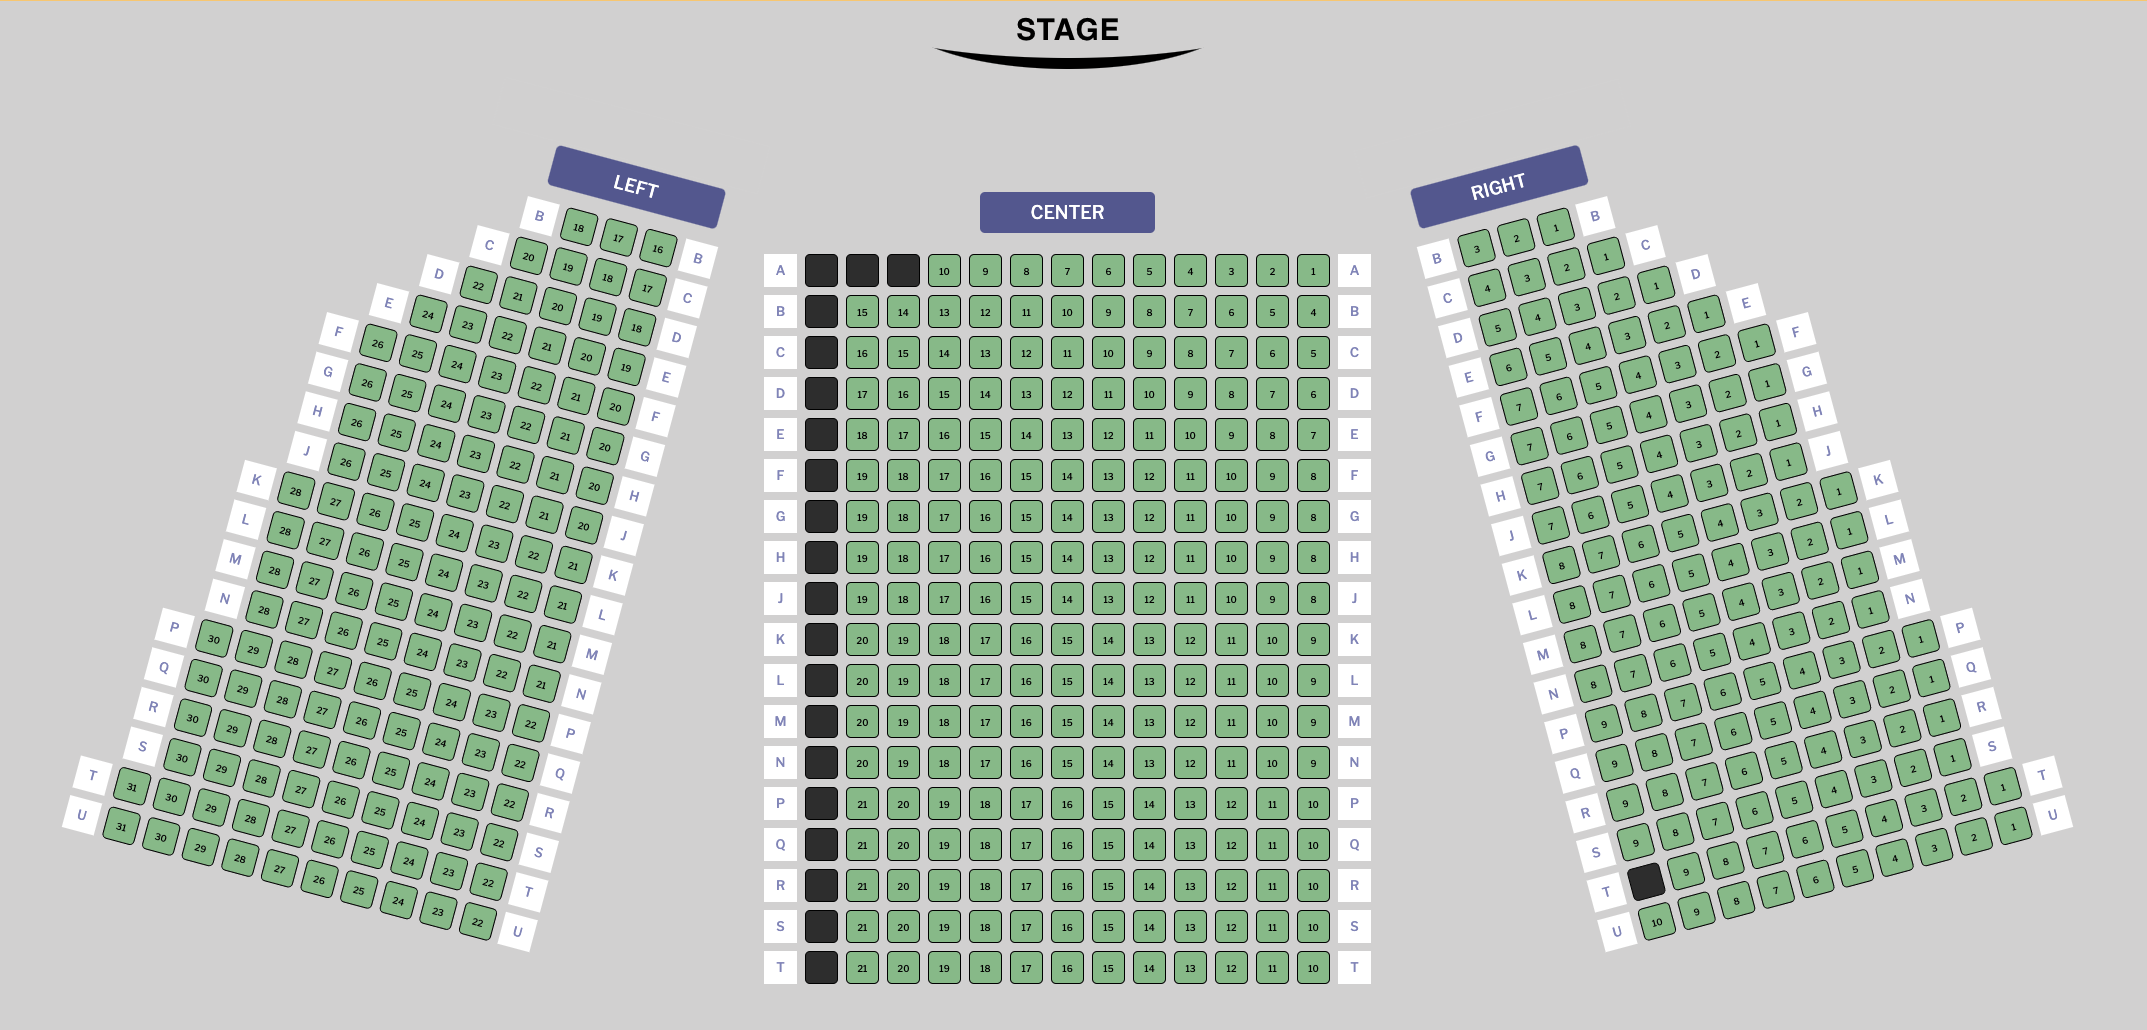 STAGE
LEFT
B 18 17 16 B
C 20 19 18 17 C
D 22 21 20 19 18 D
E 24 23 22 21 20 19 E
F 26 25 24 23 22 21 20 F
G 26 25 24 23 22 21 20 G
H 26 25 24 23 22 21 20 H
J 26 25 24 23 22 21 20 J
K 28 27 26 25 24 23 22 21 K
L 28 27 26 25 24 23 22 21 L
M 28 27 26 25 24 23 22 21 M
N 28 27 26 25 24 23 22 21 N
P 30 29 28 27 26 25 24 23 22 P
Q 30 29 28 27 26 25 24 23 22 Q
R 30 29 28 27 26 25 24 23 22 R
S 30 29 28 27 26 25 24 23 22 S
T 31 30 29 28 27 26 25 24 23 22 T
U 31 30 29 28 27 26 25 24 23 22 U
CENTER
A 10 9 8 7 6 5 4 3 2 1 A
B 15 14 13 12 11 10 9 8 7 6 5 4 B
C 16 15 14 13 12 11 10 9 8 7 6 5 C
D 17 16 15 14 13 12 11 10 9 8 7 6 D
E 18 17 16 15 14 13 12 11 10 9 8 7 E
F 19 18 17 16 15 14 13 12 11 10 9 8 F
G 19 18 17 16 15 14 13 12 11 10 9 8 G
H 19 18 17 16 15 14 13 12 11 10 9 8 H
J 19 18 17 16 15 14 13 12 11 10 9 8 J
K 20 19 18 17 16 15 14 13 12 11 10 9 K
L 20 19 18 17 16 15 14 13 12 11 10 9 L
M 20 19 18 17 16 15 14 13 12 11 10 9 M
N 20 19 18 17 16 15 14 13 12 11 10 9 N
P 21 20 19 18 17 16 15 14 13 12 11 10 P
Q 21 20 19 18 17 16 15 14 13 12 11 10 Q
R 21 20 19 18 17 16 15 14 13 12 11 10 R
S 21 20 19 18 17 16 15 14 13 12 11 10 S
T 21 20 19 18 17 16 15 14 13 12 11 10 T
RIGHT
B 3 2 1 B
C 4 3 2 1 C
D 5 4 3 2 1 D
E 6 5 4 3 2 1 E
F 7 6 5 4 3 2 1 F
G 7 6 5 4 3 2 1 G
H 7 6 5 4 3 2 1 H
J 7 6 5 4 3 2 1 J
K 8 7 6 5 4 3 2 1 K
L 8 7 6 5 4 3 2 1 L
M 8 7 6 5 4 3 2 1 M
N 8 7 6 5 4 3 2 1 N
P 9 8 7 6 5 4 3 2 1 P
Q 9 8 7 6 5 4 3 2 1 Q
R 9 8 7 6 5 4 3 2 1 R
S 9 8 7 6 5 4 3 2 1 S
T 9 8 7 6 5 4 3 2 1 T
U 10 9 8 7 6 5 4 3 2 1 U